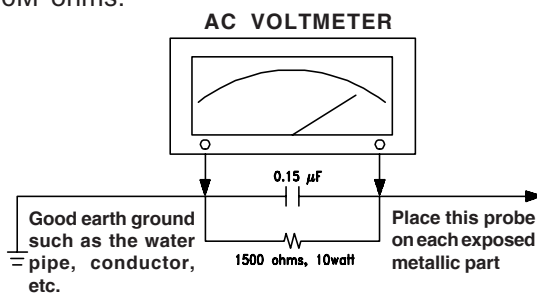 AC VOLTMETER
0.15 μF
Good earth ground
such as the water
pipe, conductor,
etc.
1500 ohms, 10watt
Place this probe
on each exposed
metallic part